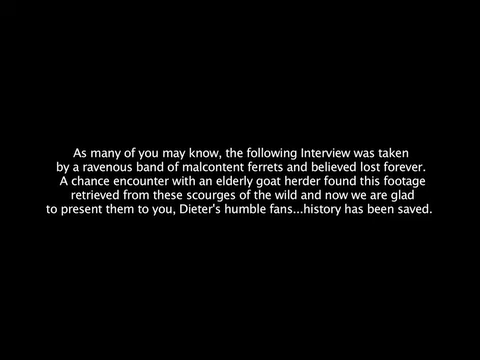 As many of you may know, the following Interview was taken
by a ravenous band of malcontent ferrets and believed lost forever.
A chance encounter with an elderly goat herder found this footage
retrieved from these scourges of the wild and now we are glad
to present them to you, Dieter's humble fans...history has been saved.